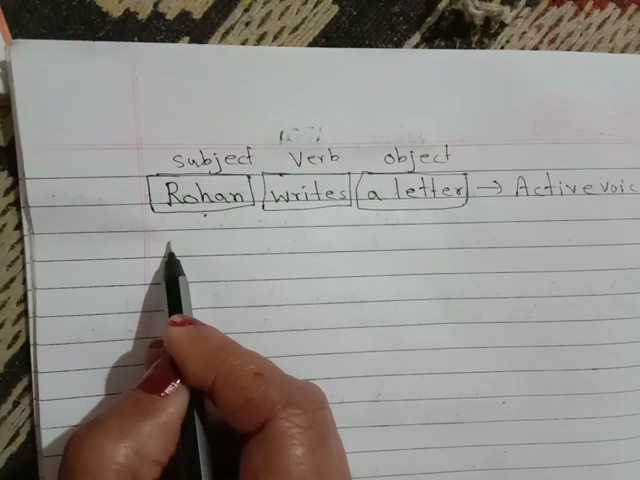 subject verb object
Rohan writes a letter → Active voic